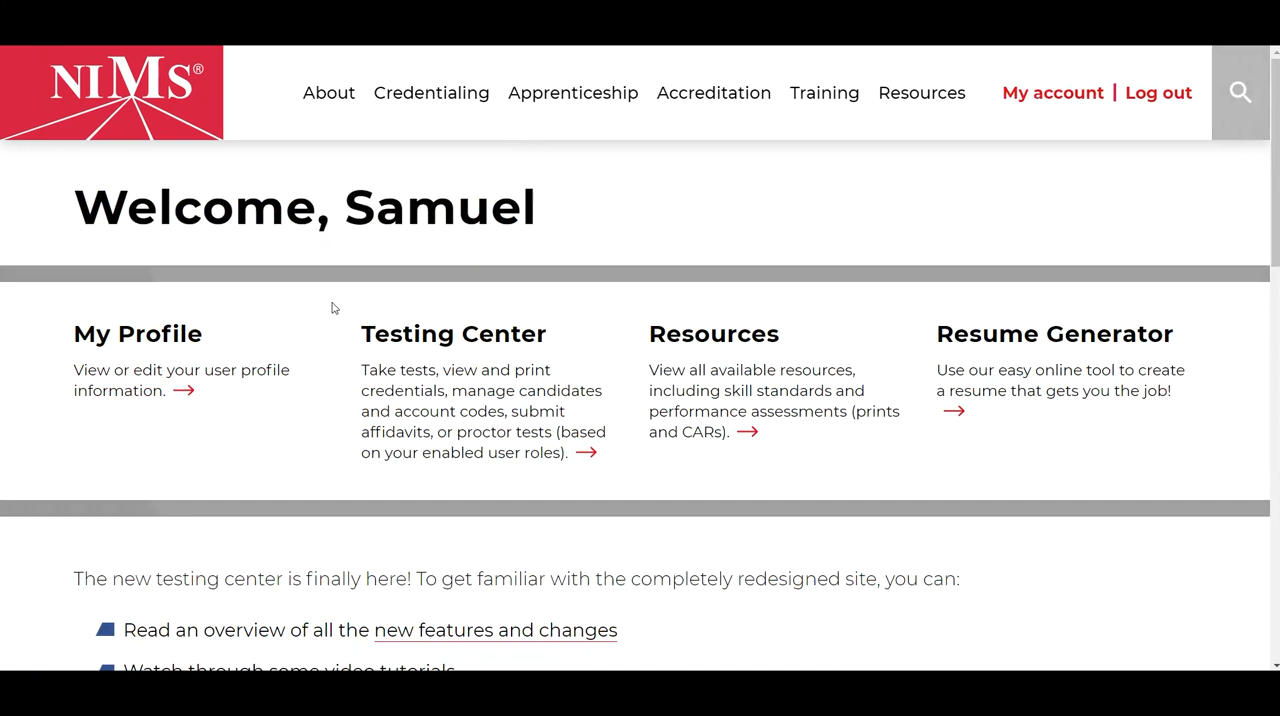 NIMS®
About Credentialing Apprenticeship Accreditation Training Resources My account | Log out
Welcome, Samuel
My Profile
View or edit your user profile
information.
Testing Center
Take tests, view and print
credentials, manage candidates
and account codes, submit
affidavits, or proctor tests (based
on your enabled user roles).
Resources
View all available resources,
including skill standards and
performance assessments (prints
and CARs).
Resume Generator
Use our easy online tool to create
a resume that gets you the job!
The new testing center is finally here! To get familiar with the completely redesigned site, you can:
Read an overview of all the new features and changes
Watch through some video tutorials